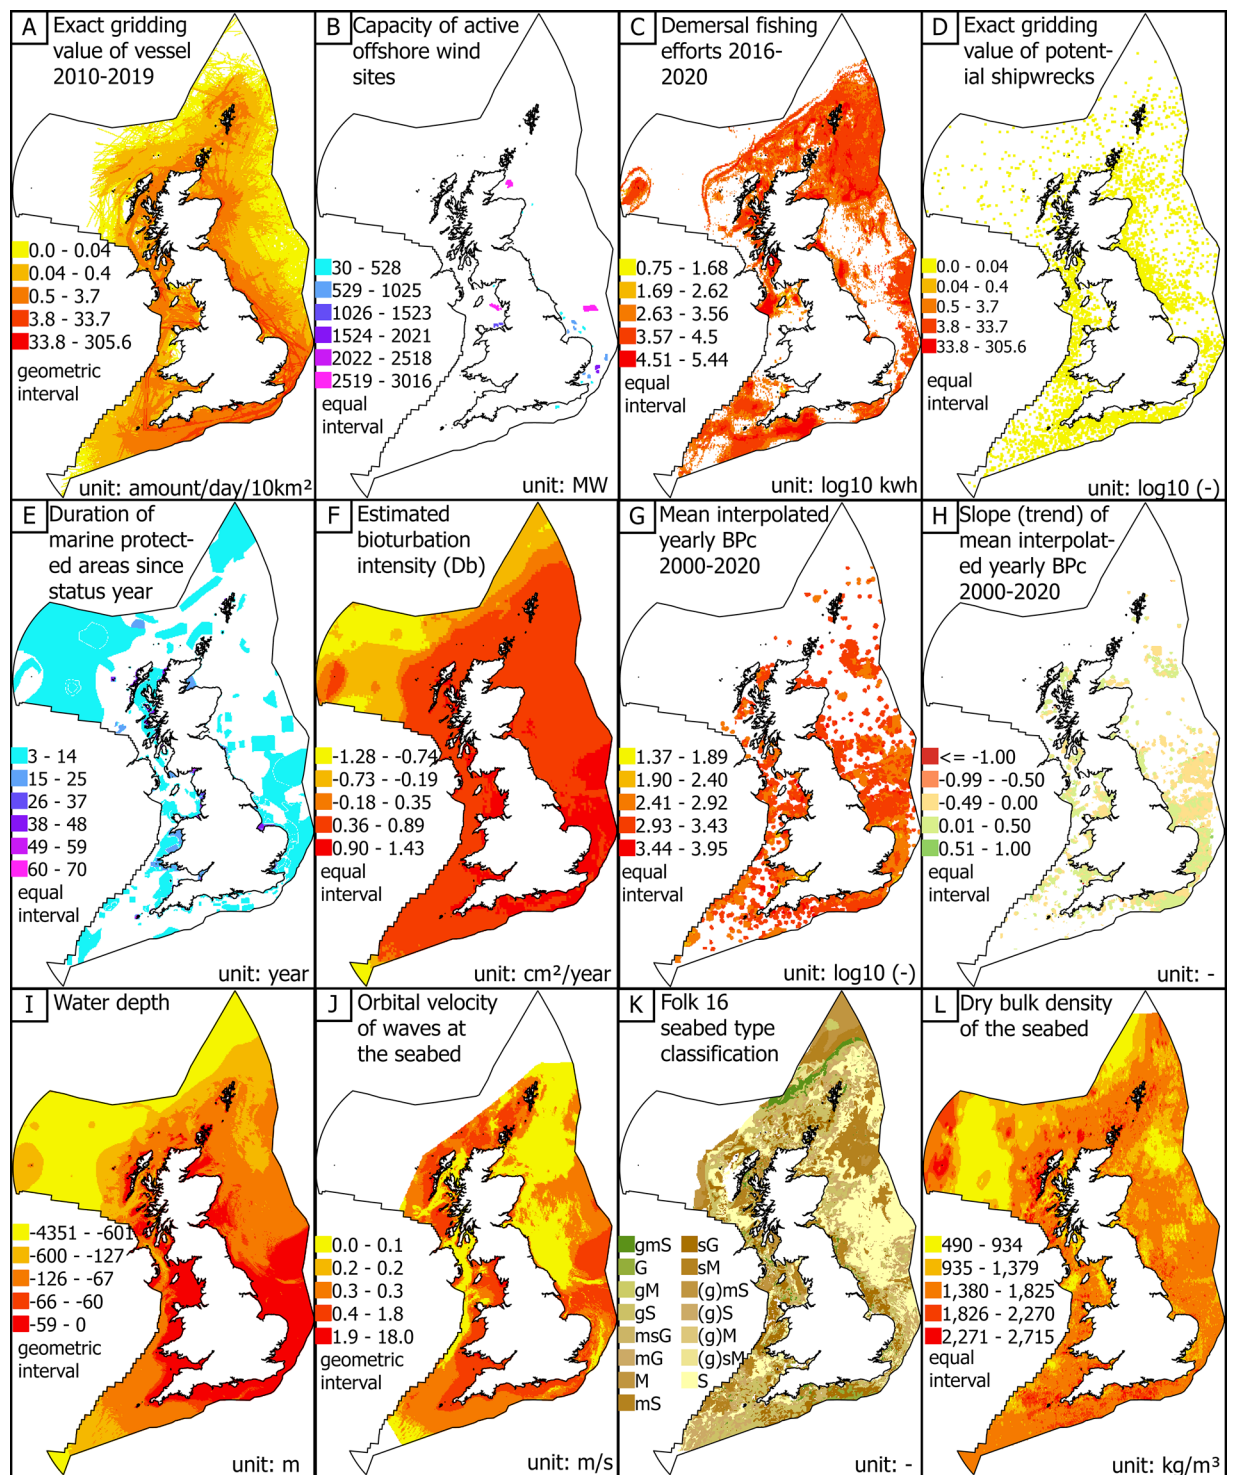 A Exact gridding
value of vessel
2010-2019
0.0 - 0.04
0.04 - 0.4
0.5 - 3.7
3.8 - 33.7
33.8 - 305.6
geometric
interval
unit: amount/day/10km²
B Capacity of active
offshore wind
sites
30 - 528
529 - 1025
1026 - 1523
1524 - 2021
2022 - 2518
2519 - 3016
equal
interval
unit: MW
C Demersal fishing
efforts 2016-
2020
0.75 - 1.68
1.69 - 2.62
2.63 - 3.56
3.57 - 4.5
4.51 - 5.44
equal
interval
unit: log10 kwh
D Exact gridding
value of potent-
ial shipwrecks
0.0 - 0.04
0.04 - 0.4
0.5 - 3.7
3.8 - 33.7
33.8 - 305.6
equal
interval
unit: log10 (-)
E Duration of
marine protect-
ed areas since
status year
3 - 14
15 - 25
26 - 37
38 - 48
49 - 59
60 - 70
equal
interval
unit: year
F Estimated
bioturbation
intensity (Db)
-1.28 - -0.74
-0.73 - -0.19
-0.18 - 0.35
0.36 - 0.89
0.90 - 1.43
equal
interval
unit: cm²/year
G Mean interpolated
yearly BPc
2000-2020
1.37 - 1.89
1.90 - 2.40
2.41 - 2.92
2.93 - 3.43
3.44 - 3.95
equal
interval
unit: log10 (-)
H Slope (trend) of
mean interpolat-
ed yearly BPc
2000-2020
<= -1.00
-0.99 - -0.50
-0.49 - 0.00
0.01 - 0.50
0.51 - 1.00
equal
interval
unit: -
I Water depth
-4351 - -601
-600 - -127
-126 - -67
-66 - -60
-59 - 0
geometric
interval
unit: m
J Orbital velocity
of waves at
the seabed
0.0 - 0.1
0.2 - 0.2
0.3 - 0.3
0.4 - 1.8
1.9 - 18.0
geometric
interval
unit: m/s
K Folk 16
seabed type
classification
gmS sG
G sM
gM (g)mS
gS (g)S
msG (g)M
mG (g)sM
M S
mS
unit: -
L Dry bulk density
of the seabed
490 - 934
935 - 1,379
1,380 - 1,825
1,826 - 2,270
2,271 - 2,715
equal
interval
unit: kg/m³